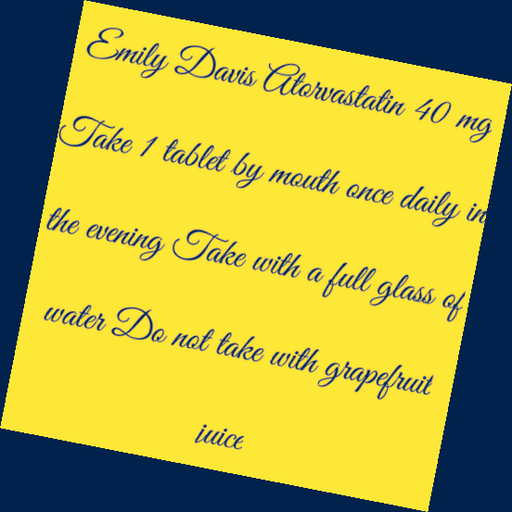 Emily Davis Atorvastatin 40 mg
Take 1 tablet by mouth once daily in
the evening Take with a full glass of
water Do not take with grapefruit
juice